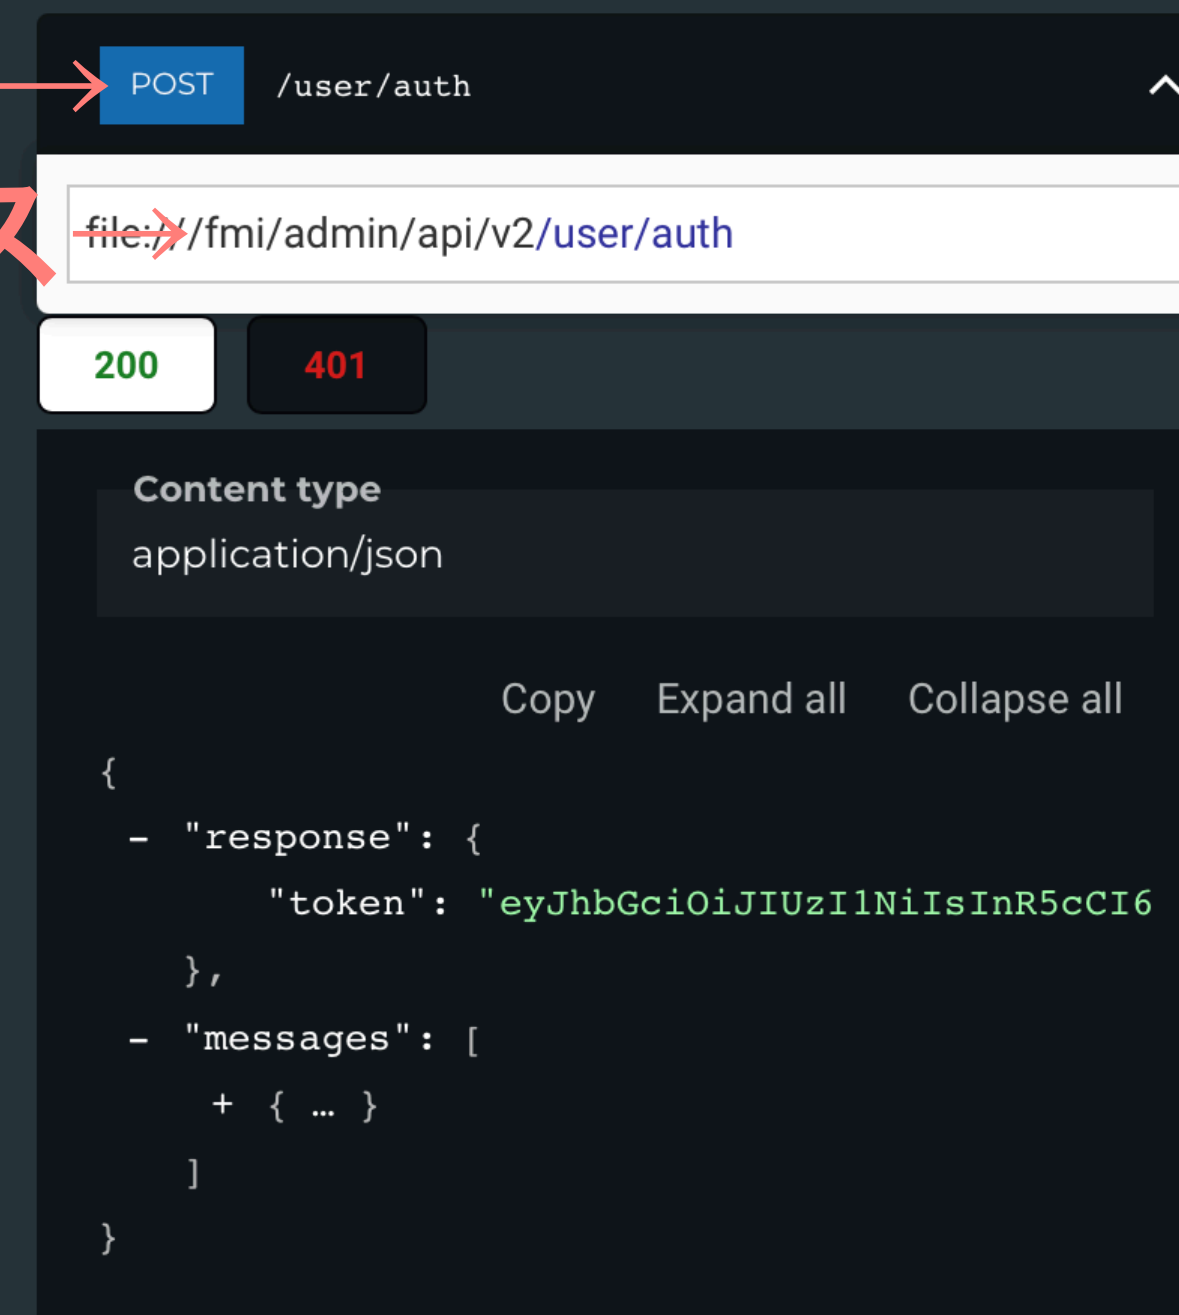 POST /user/auth
file:///fmi/admin/api/v2/user/auth
200 401
Content type
application/json
Copy Expand all Collapse all
{
- "response": {
"token": "eyJhbGciOiJIUzI1NiIsInR5cCI6
},
- "messages": [
+ { … }
]
}